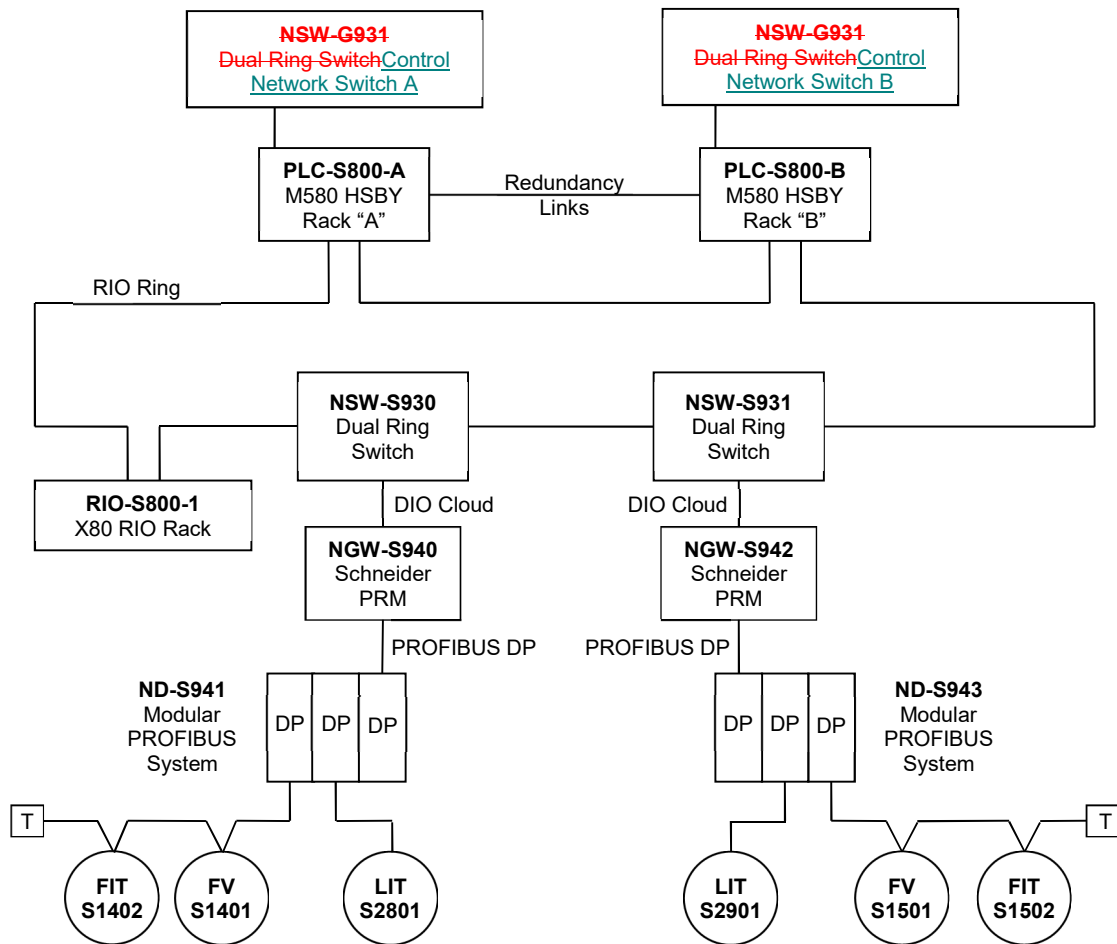 NSW-G931
Dual Ring SwitchControl
Network Switch A
NSW-G931
Dual Ring SwitchControl
Network Switch B
PLC-S800-A
M580 HSBY
Rack “A”
Redundancy
Links
PLC-S800-B
M580 HSBY
Rack “B”
RIO Ring
NSW-S930
Dual Ring
Switch
NSW-S931
Dual Ring
Switch
RIO-S800-1
X80 RIO Rack
DIO Cloud
DIO Cloud
NGW-S940
Schneider
PRM
NGW-S942
Schneider
PRM
PROFIBUS DP
PROFIBUS DP
ND-S941
Modular
PROFIBUS
System
DP
DP
DP
DP
DP
DP
ND-S943
Modular
PROFIBUS
System
T
T
FIT
S1402
FV
S1401
LIT
S2801
LIT
S2901
FV
S1501
FIT
S1502